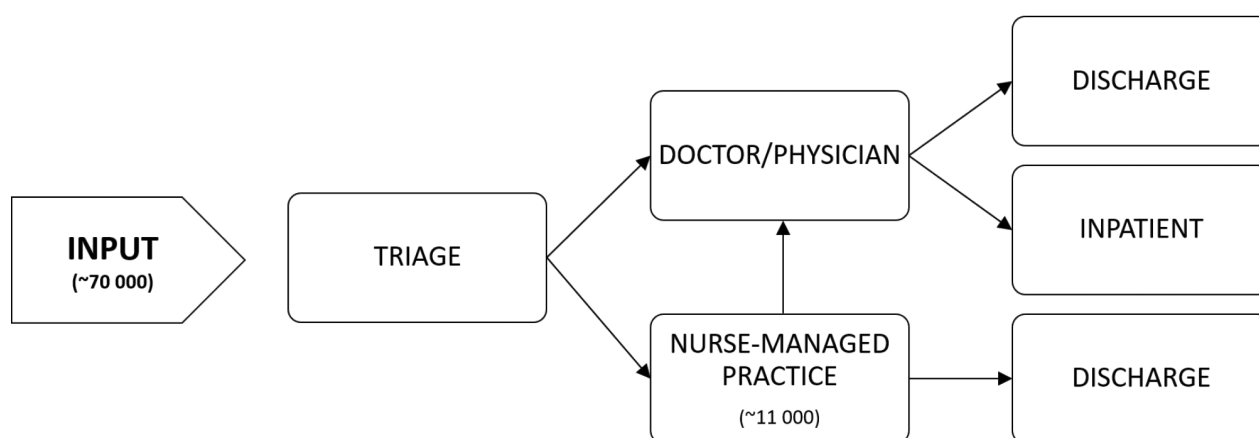 INPUT
(~70 000)
TRIAGE
DOCTOR/PHYSICIAN
NURSE-MANAGED
PRACTICE
(~11 000)
DISCHARGE
INPATIENT
DISCHARGE